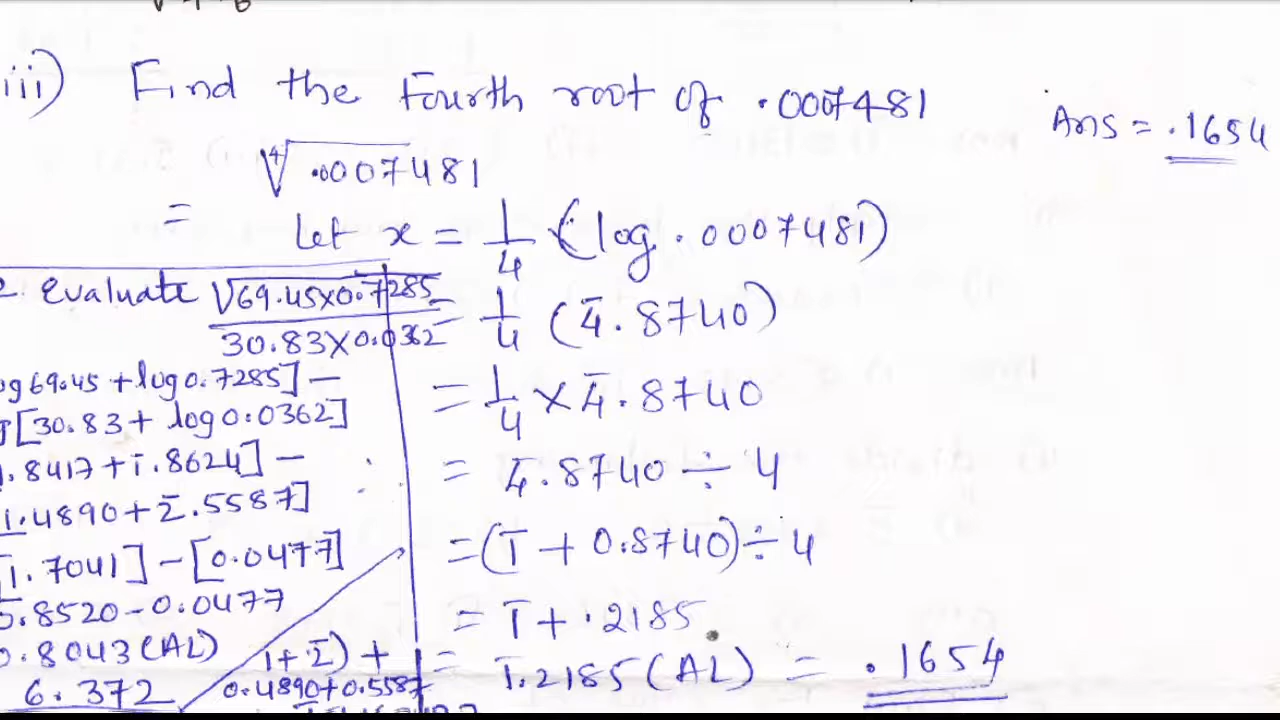 iii) Find the Fourth root of .0007481
Ans = .1654
∜.0007481
=
Let x = 1/4 (log .0007481)
= 1/4 (4̅.8740)
= 1/4 × 4̅.8740
= 4̅.8740 ÷ 4
= (1̅ + 0.8740) ÷ 4
= 1̅ + .2185
= 1̅.2185 (AL) = .1654
2. evaluate √69.45×0.7285
30.83×0.0362
log 69.45 + log 0.7285] –
[30.83 + log 0.0362]
1.8417 + 1̅.8624] –
1.4890 + 2̅.5587]
1.7041] – [0.0477]
0.8520 – 0.0477
0.8043 (AL)
6.372
1+2̅) +
0.4890+0.5587